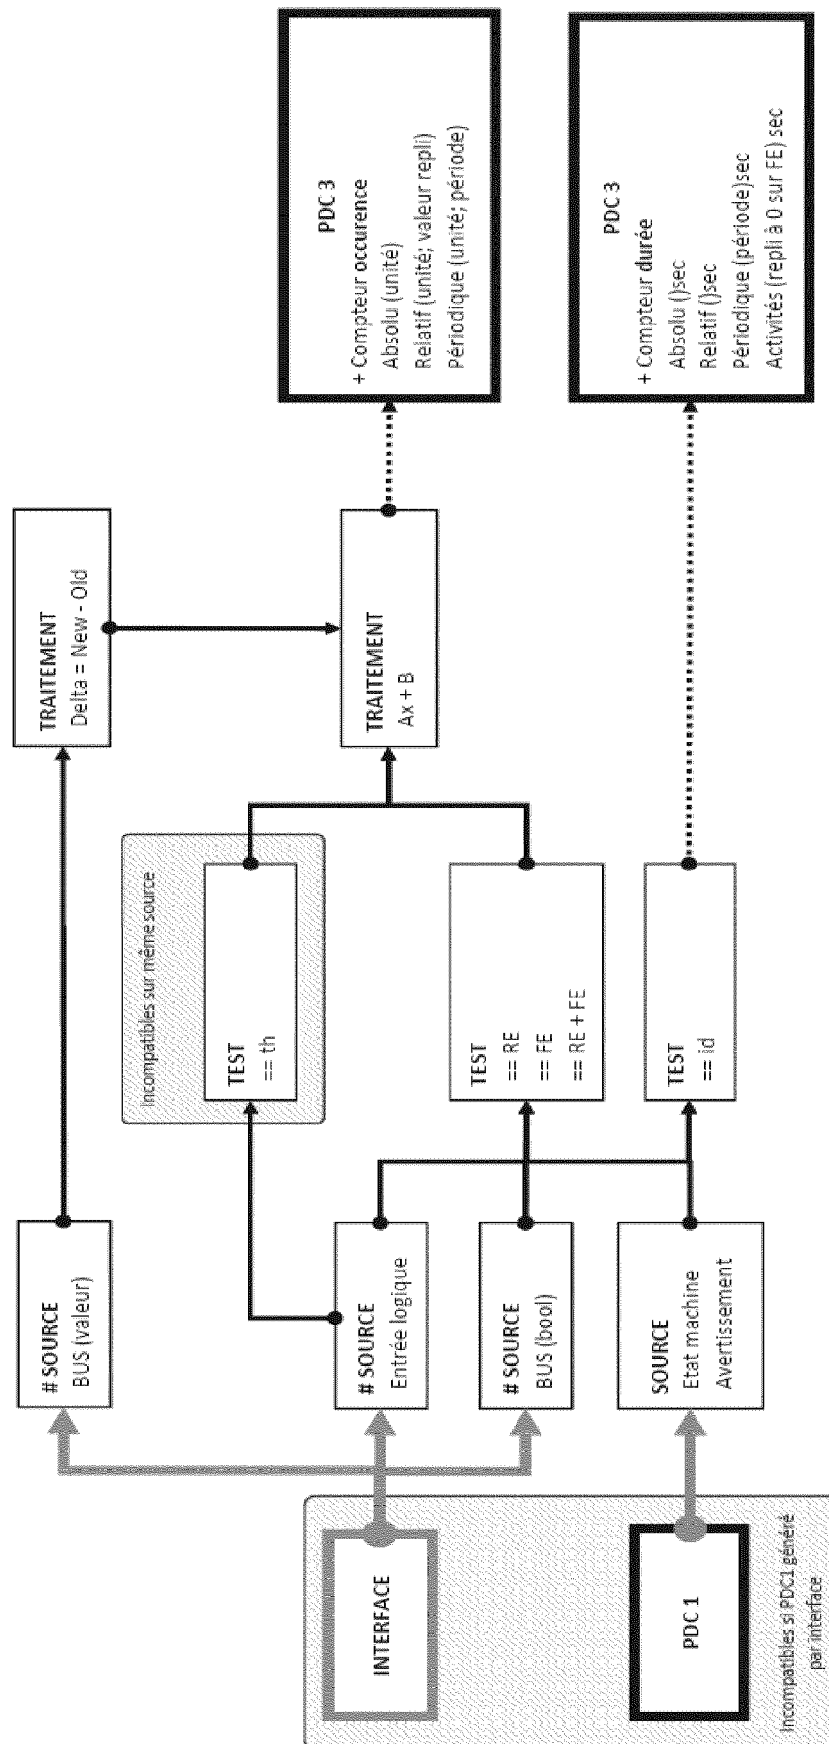 INTERFACE
PDC 1
Incompatibles si PDC1 généré
par interface
# SOURCE
BUS (valeur)
# SOURCE
Entrée logique
# SOURCE
BUS (bool)
SOURCE
Etat machine
Avertissement
Incompatibles sur même source
TEST
== th
TEST
== RE
== FE
== RE + FE
TEST
== id
TRAITEMENT
Delta = New - Old
TRAITEMENT
Ax + B
PDC 3
+ Compteur occurence
Absolu (unité)
Relatif (unité; valeur repli)
Périodique (unité; période)
PDC 3
+ Compteur durée
Absolu ()sec
Relatif ()sec
Périodique (période)sec
Activités (repli à 0 sur FE) sec